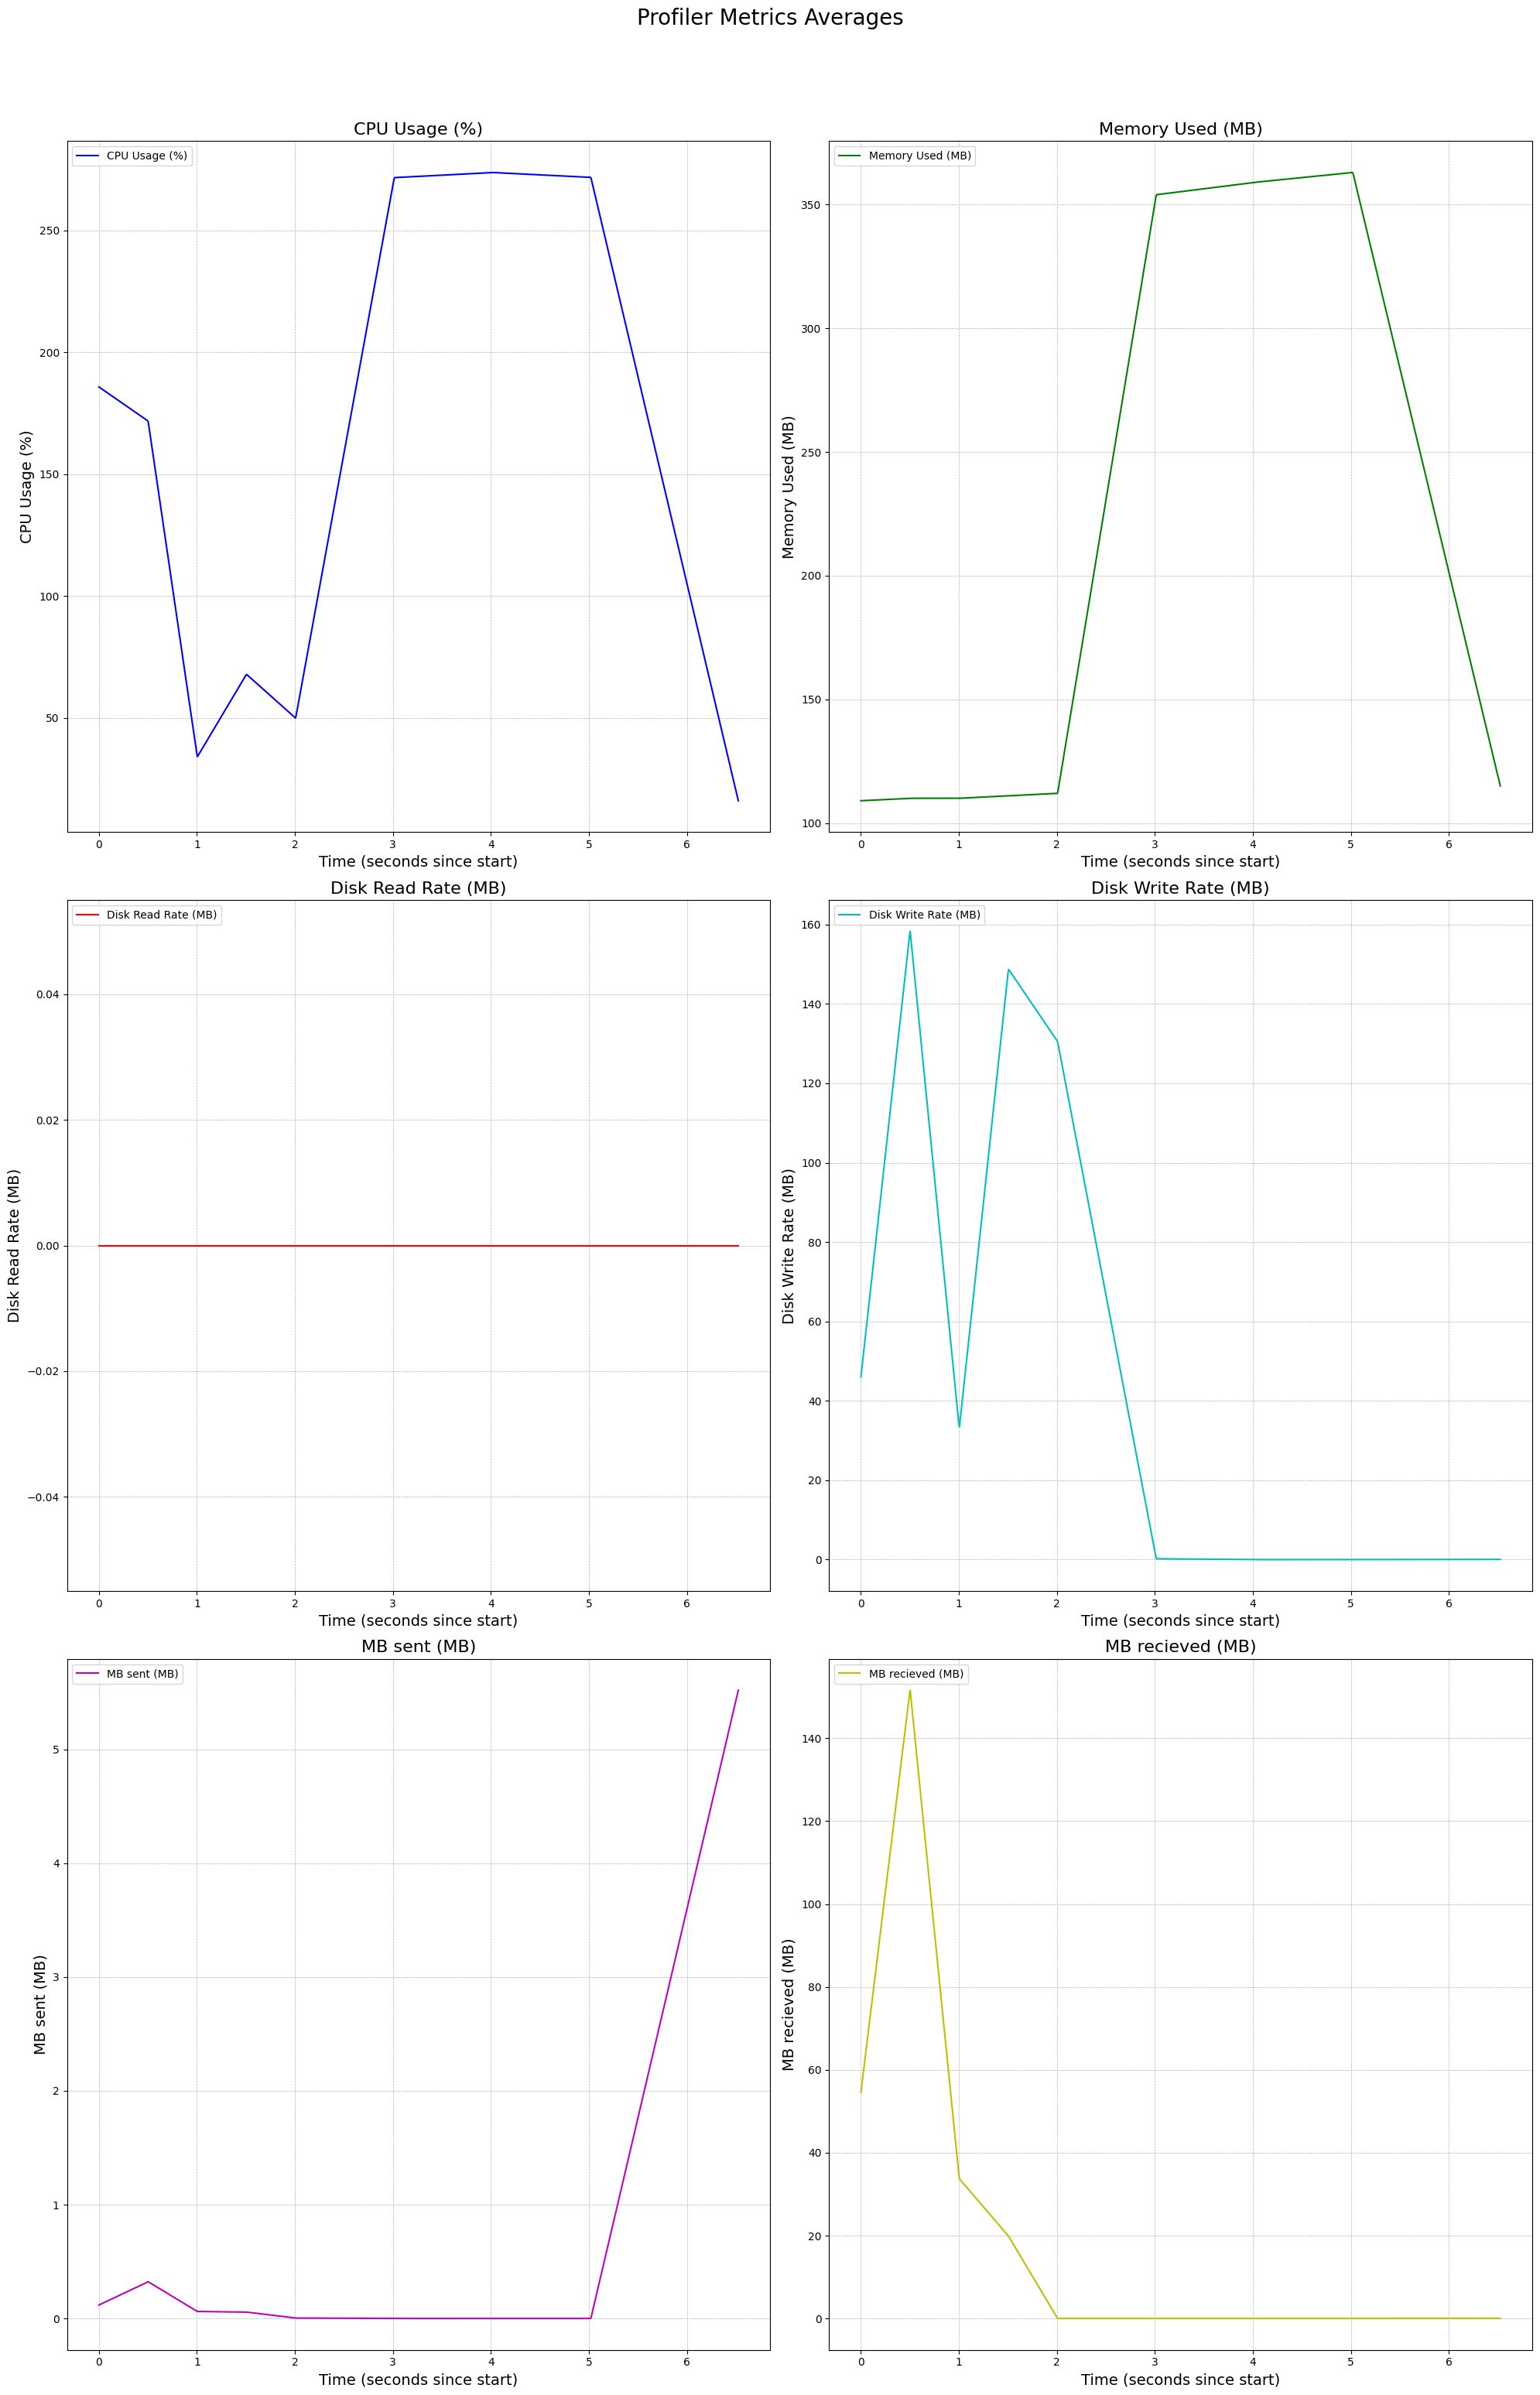 Profiler Metrics Averages
CPU Usage (%)
CPU Usage (%)
CPU Usage (%)
250
200
150
100
50
0 1 2 3 4 5 6
Time (seconds since start)
Memory Used (MB)
Memory Used (MB)
Memory Used (MB)
350
300
250
200
150
100
0 1 2 3 4 5 6
Time (seconds since start)
Disk Read Rate (MB)
Disk Read Rate (MB)
Disk Read Rate (MB)
0.04
0.02
0.00
−0.02
−0.04
0 1 2 3 4 5 6
Time (seconds since start)
Disk Write Rate (MB)
Disk Write Rate (MB)
Disk Write Rate (MB)
160
140
120
100
80
60
40
20
0
0 1 2 3 4 5 6
Time (seconds since start)
MB sent (MB)
MB sent (MB)
MB sent (MB)
5
4
3
2
1
0
0 1 2 3 4 5 6
Time (seconds since start)
MB recieved (MB)
MB recieved (MB)
MB recieved (MB)
140
120
100
80
60
40
20
0
0 1 2 3 4 5 6
Time (seconds since start)